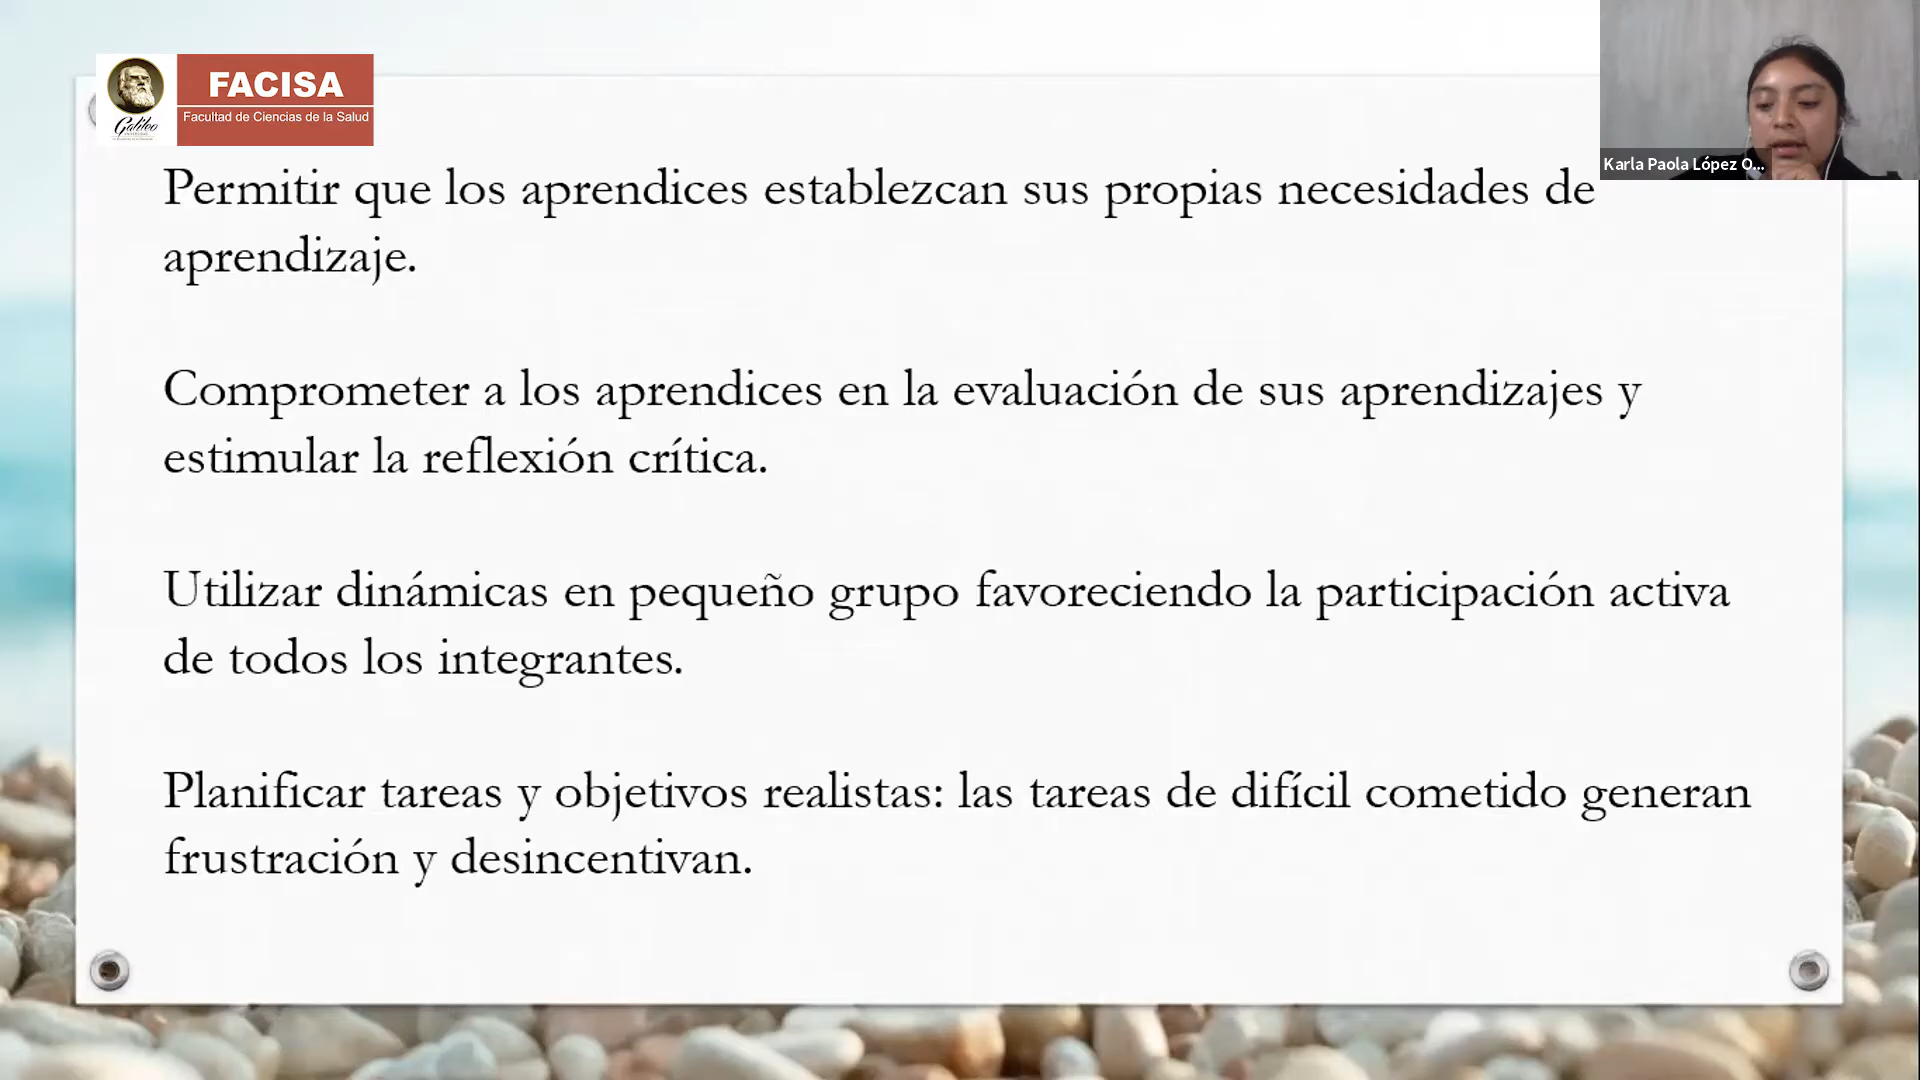 Galileo
FACISA
Facultad de Ciencias de la Salud
Karla Paola López O...
Permitir que los aprendices establezcan sus propias necesidades de
aprendizaje.
Comprometer a los aprendices en la evaluación de sus aprendizajes y
estimular la reflexión crítica.
Utilizar dinámicas en pequeño grupo favoreciendo la participación activa
de todos los integrantes.
Planificar tareas y objetivos realistas: las tareas de difícil cometido generan
frustración y desincentivan.